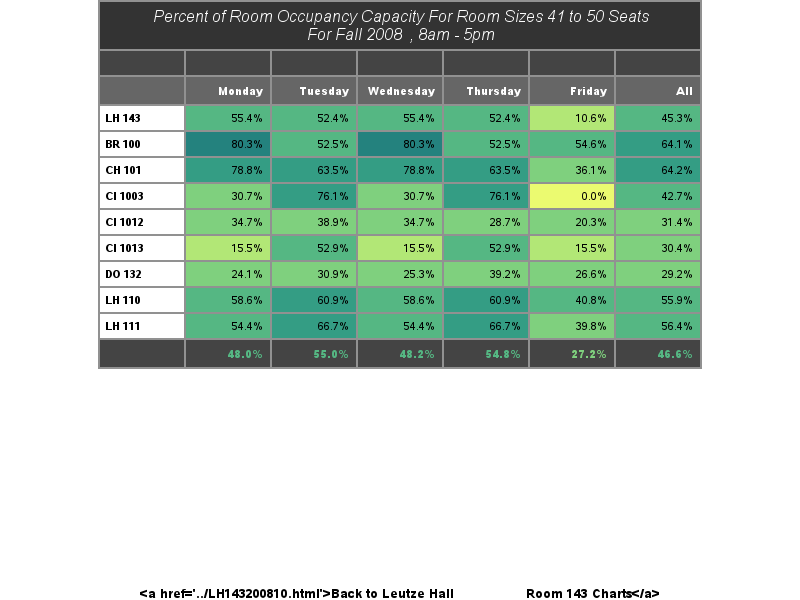 Percent of Room Occupancy Capacity For Room Sizes 41 to 50 Seats
For Fall 2008 , 8am - 5pm
Monday Tuesday Wednesday Thursday Friday All
LH 143 55.4% 52.4% 55.4% 52.4% 10.6% 45.3%
BR 100 80.3% 52.5% 80.3% 52.5% 54.6% 64.1%
CH 101 78.8% 63.5% 78.8% 63.5% 36.1% 64.2%
CI 1003 30.7% 76.1% 30.7% 76.1% 0.0% 42.7%
CI 1012 34.7% 38.9% 34.7% 28.7% 20.3% 31.4%
CI 1013 15.5% 52.9% 15.5% 52.9% 15.5% 30.4%
DO 132 24.1% 30.9% 25.3% 39.2% 26.6% 29.2%
LH 110 58.6% 60.9% 58.6% 60.9% 40.8% 55.9%
LH 111 54.4% 66.7% 54.4% 66.7% 39.8% 56.4%
48.0% 55.0% 48.2% 54.8% 27.2% 46.6%
<a href='../LH143200810.html'>Back to Leutze Hall Room 143 Charts</a>